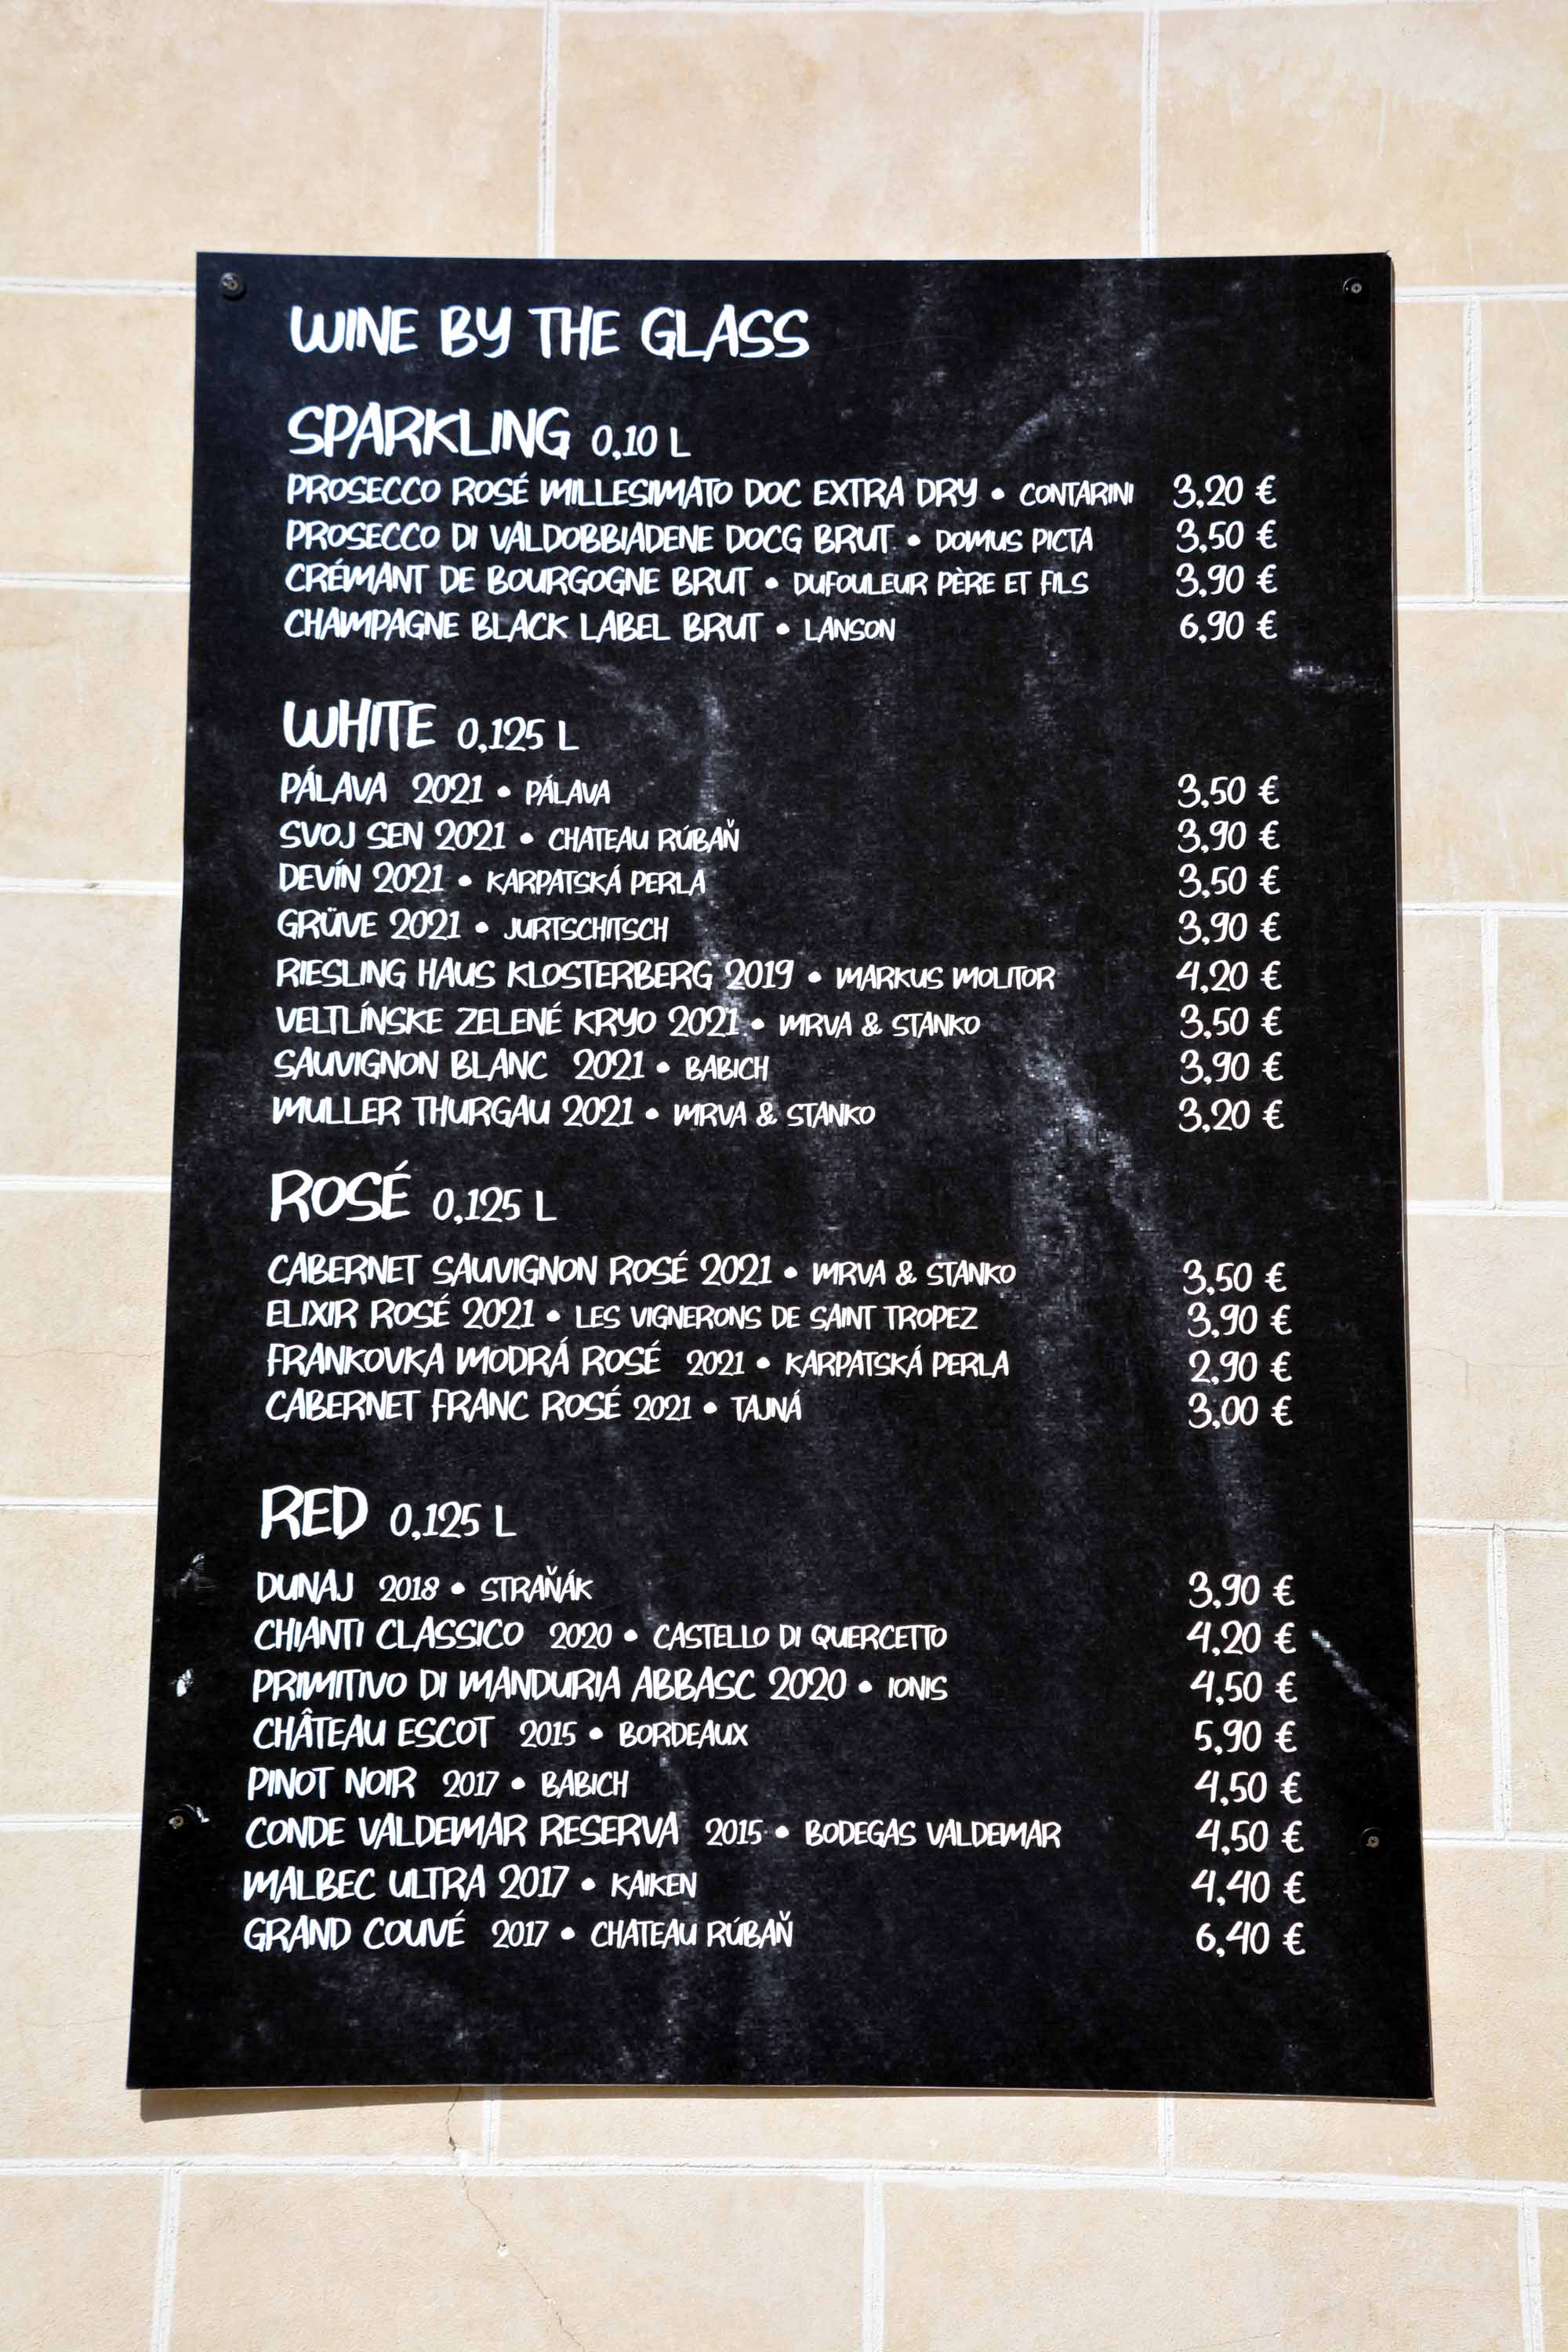 WINE BY THE GLASS
SPARKLING 0,10 L
PROSECCO ROSÉ MILLESIMATO DOC EXTRA DRY • CONTARINI 3,20 €
PROSECCO DI VALDOBBIADENE DOCG BRUT • DOMUS PICTA 3,50 €
CRÉMANT DE BOURGOGNE BRUT • DUFOULEUR PÈRE ET FILS 3,90 €
CHAMPAGNE BLACK LABEL BRUT • LANSON 6,90 €
WHITE 0,125 L
PÁLAVA 2021 • PÁLAVA 3,50 €
SVOJ SEN 2021 • CHATEAU RÚBAŇ 3,90 €
DEVÍN 2021 • KARPATSKÁ PERLA 3,50 €
GRÜVE 2021 • JURTSCHITSCH 3,90 €
RIESLING HAUS KLOSTERBERG 2019 • MARKUS MOLITOR 4,20 €
VELTLÍNSKE ZELENÉ KRYO 2021 • MRVA & STANKO 3,50 €
SAUVIGNON BLANC 2021 • BABICH 3,90 €
MULLER THURGAU 2021 • MRVA & STANKO 3,20 €
ROSÉ 0,125 L
CABERNET SAUVIGNON ROSÉ 2021 • MRVA & STANKO 3,50 €
ELIXIR ROSÉ 2021 • LES VIGNERONS DE SAINT TROPEZ 3,90 €
FRANKOVKA MODRÁ ROSÉ 2021 • KARPATSKÁ PERLA 2,90 €
CABERNET FRANC ROSÉ 2021 • TAJNÁ 3,00 €
RED 0,125 L
DUNAJ 2018 • STRAŇÁK 3,90 €
CHIANTI CLASSICO 2020 • CASTELLO DI QUERCETTO 4,20 €
PRIMITIVO DI MANDURIA ABBASC 2020 • IONIS 4,50 €
CHÂTEAU ESCOT 2015 • BORDEAUX 5,90 €
PINOT NOIR 2017 • BABICH 4,50 €
CONDE VALDEMAR RESERVA 2015 • BODEGAS VALDEMAR 4,50 €
MALBEC ULTRA 2017 • KAIKEN 4,40 €
GRAND COUVÉ 2017 • CHATEAU RÚBAŇ 6,40 €